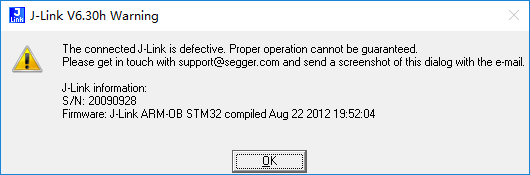 J-Link V6.30h Warning
The connected J-Link is defective. Proper operation cannot be guaranteed.
Please get in touch with support@segger.com and send a screenshot of this dialog with the e-mail.
J-Link information:
S/N: 20090928
Firmware: J-Link ARM-OB STM32 compiled Aug 22 2012 19:52:04
OK